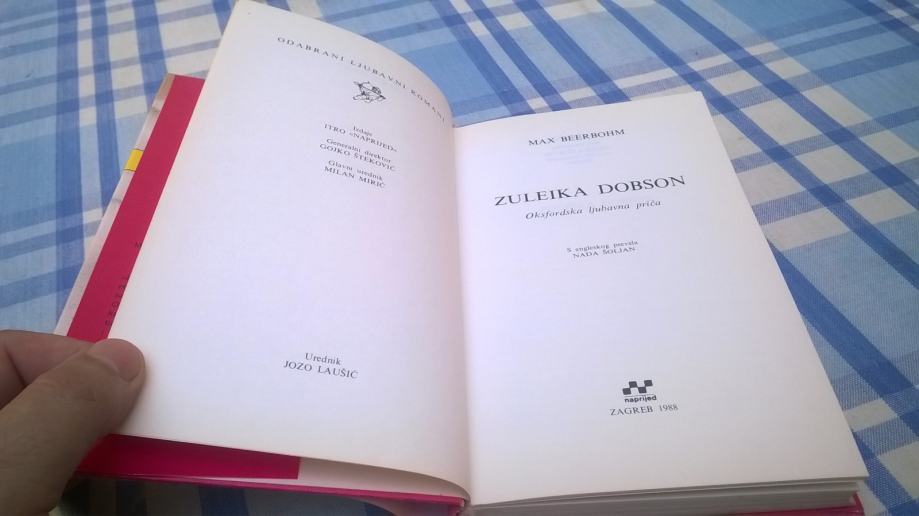 ODABRANI LJUBAVNI ROMANI
Izdaje
ITRO «NAPRIJED»
Generalni direktor
GOJKO ŠTEKOVIĆ
Glavni urednik
MILAN MIRIĆ
Urednik
JOZO LAUŠIĆ
MAX BEERBOHM
ZULEIKA DOBSON
Oksfordska ljubavna priča
S engleskog prevela
NADA ŠOLJAN
naprijed
ZAGREB 1988